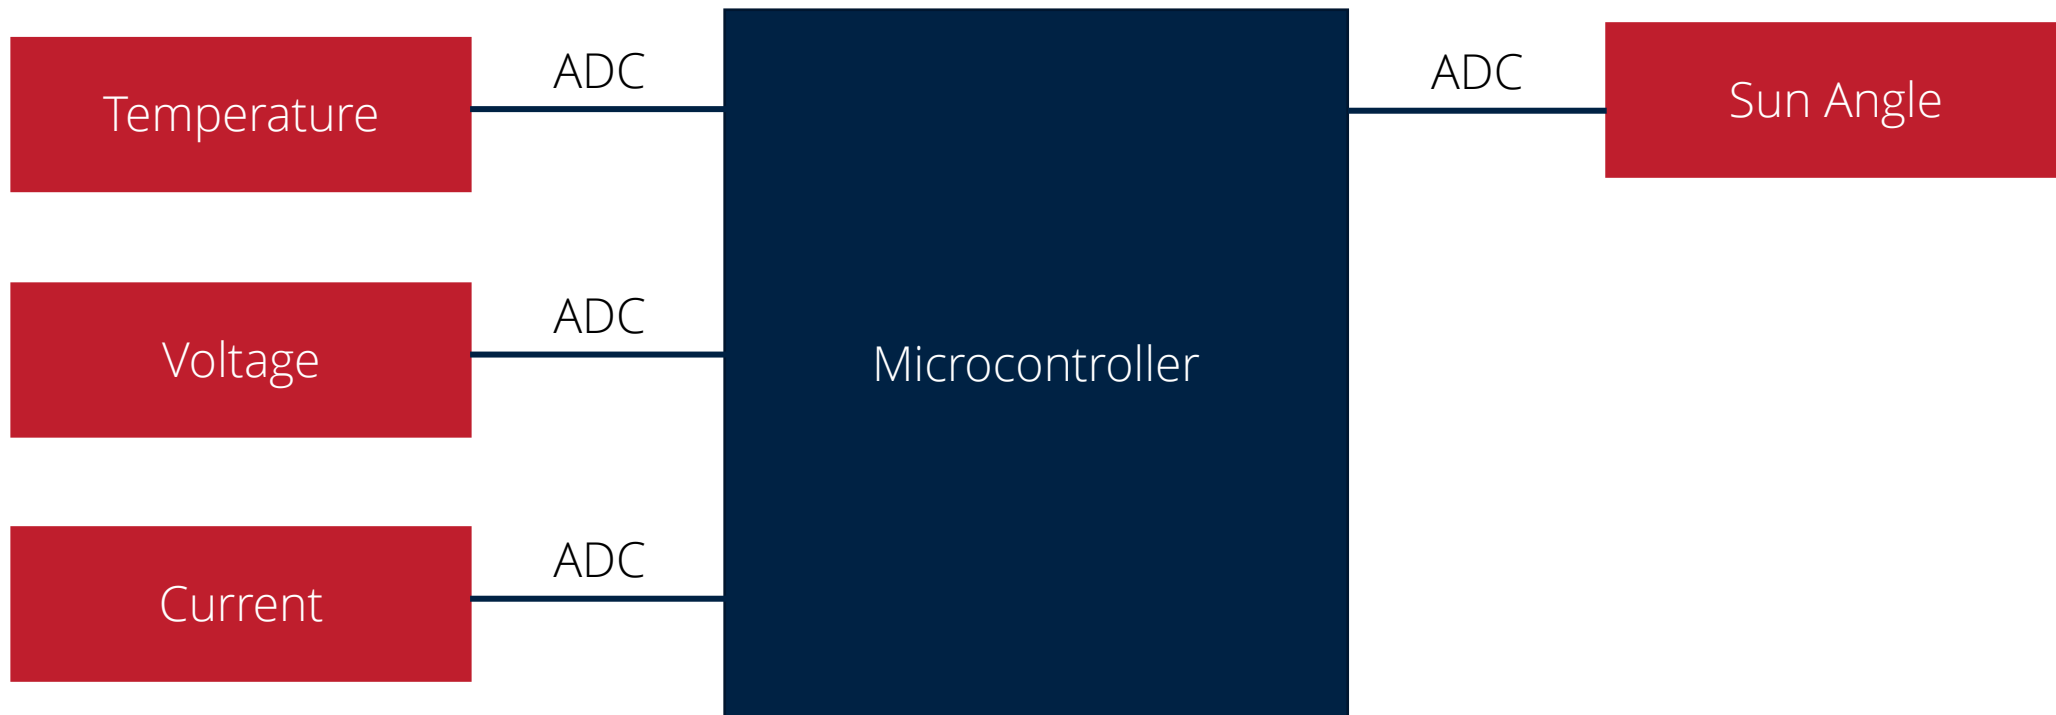 Temperature
ADC
ADC
Sun Angle
Voltage
ADC
Microcontroller
Current
ADC